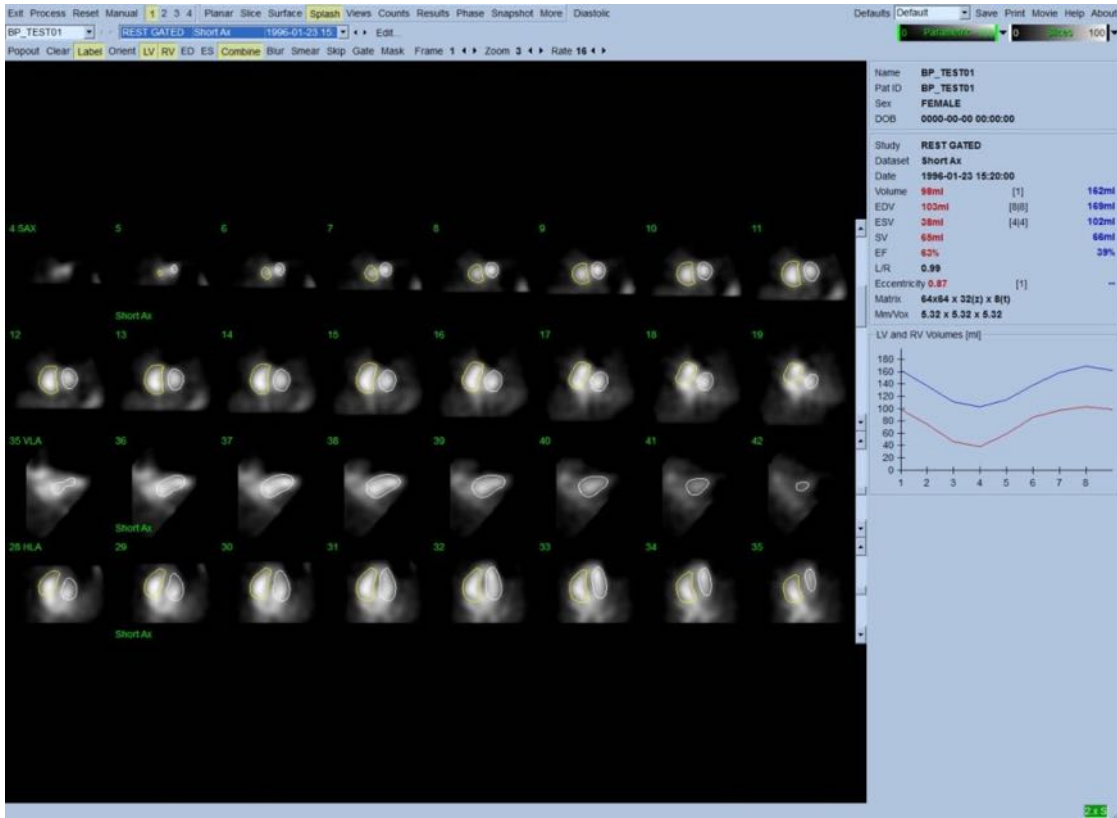 Exit Process Reset Manual 1 2 3 4 Planar Slice Surface Splash Views Counts Results Phase Snapshot More Diastolic Defaults Default Save Print Movie Help About
BP_TEST01 REST GATED Short Ax 1996-01-23 15: Edit...
Popout Clear Label Orient LV RV ED ES Combine Blur Smear Skip Gate Mask Frame 1 Zoom 3 Rate 16
0 0 Slices 100
Name BP_TEST01
Pat ID BP_TEST01
Sex FEMALE
DOB 0000-00-00 00:00:00
Study REST GATED
Dataset Short Ax
Date 1996-01-23 15:20:00
Volume 98ml [1] 162ml
EDV 103ml [8|8] 169ml
ESV 38ml [4|4] 102ml
SV 65ml 66ml
EF 63% 39%
L/R 0.99
Eccentricity 0.87 [1] --
Matrix 64x64 x 32(z) x 8(t)
Mm/Vox 5.32 x 5.32 x 5.32
LV and RV Volumes [ml]
180
160
140
120
100
80
60
40
20
0
1 2 3 4 5 6 7 8
4 SAX 5 6 7 8 9 10 11
Short Ax
12 13 14 15 16 17 18 19
35 VLA 36 37 38 39 40 41 42
Short Ax
28 HLA 29 30 31 32 33 34 35
Short Ax
2 x S